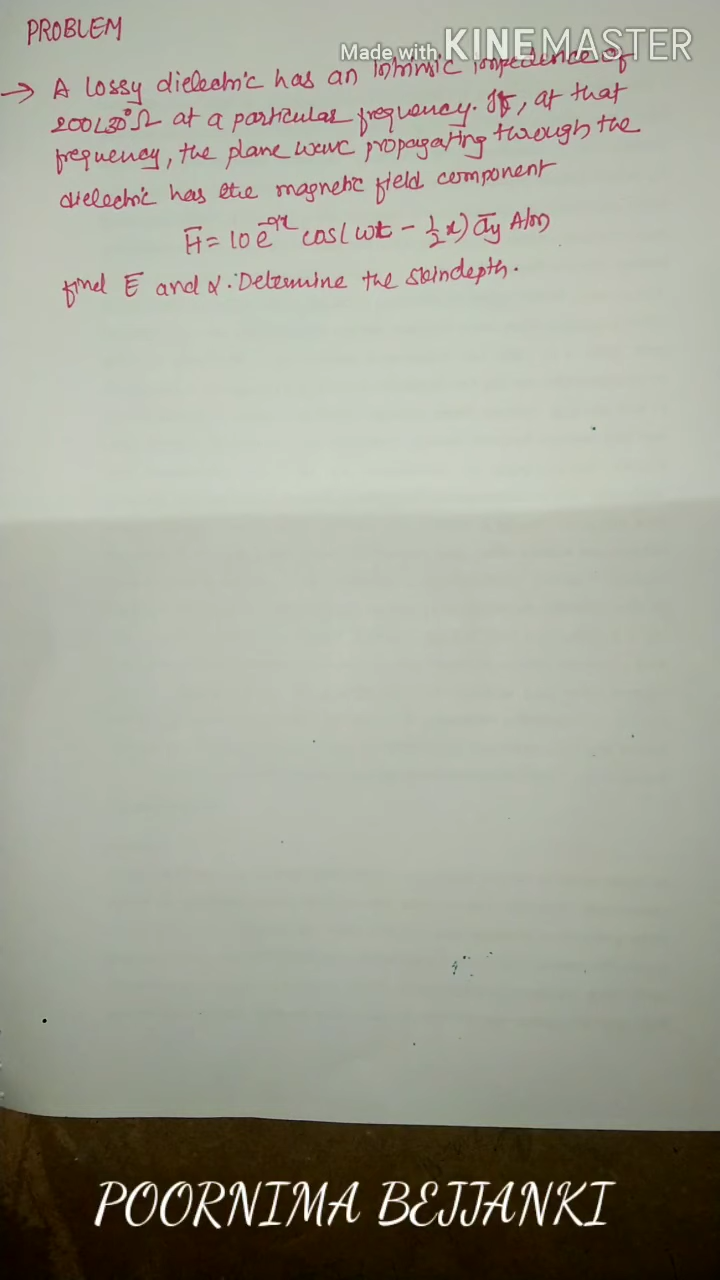 PROBLEM
Made with KINEMASTER
→ A lossy dielectric has an intrinsic impedance of
200∠30°Ω at a particular frequency. If, at that
frequency, the plane wave propagating through the
dielectric has the magnetic field component
H̄ = 10 e^-αx cos(ωt - 1/2 x) āy A/m
find Ē and α. Determine the skindepth.
POORNIMA BEJJANKI